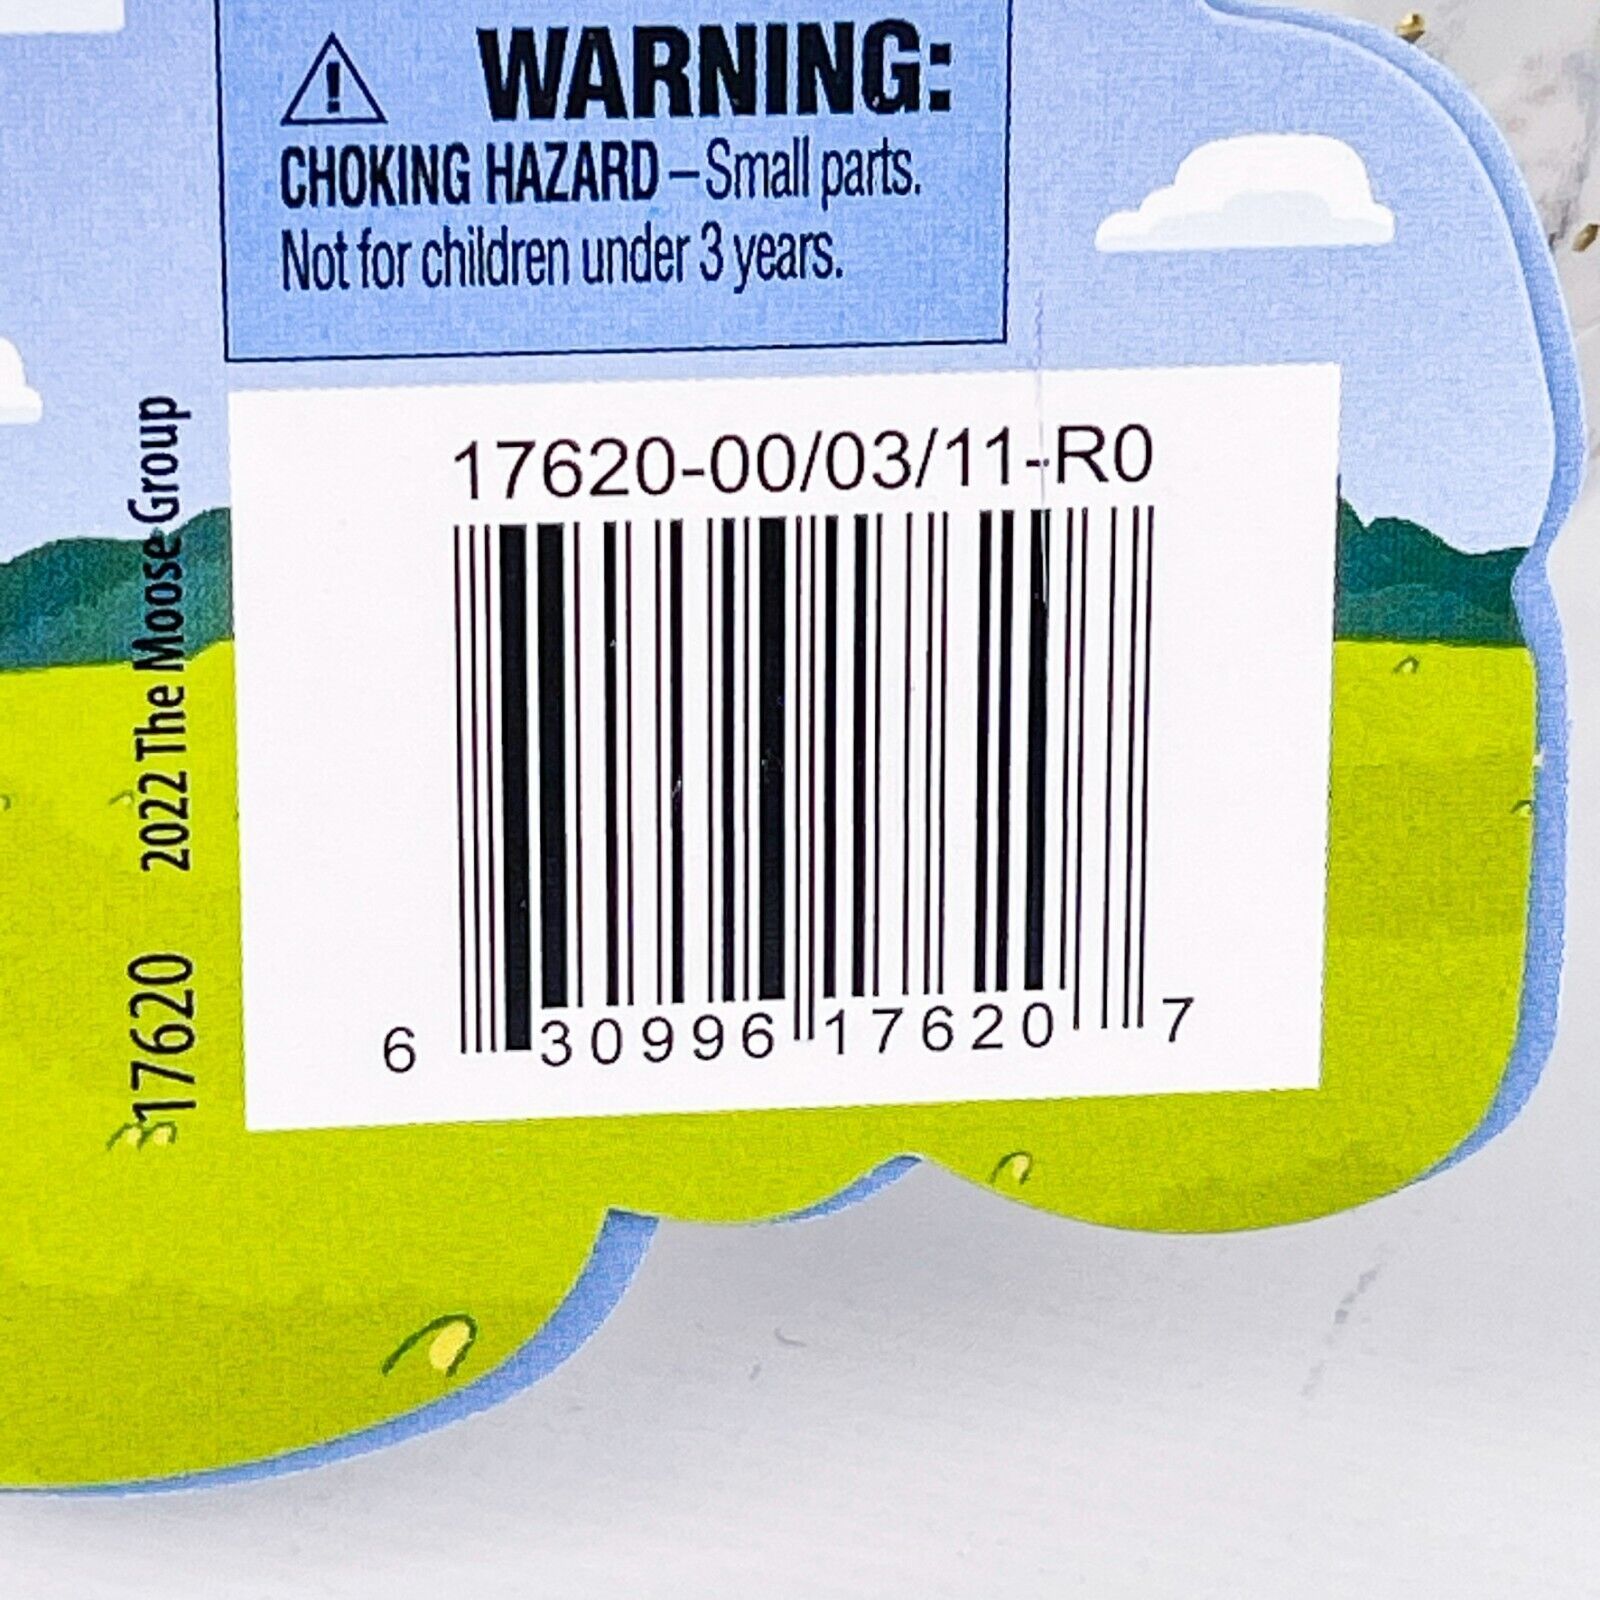 WARNING:
CHOKING HAZARD – Small parts.
Not for children under 3 years.
17620-00/03/11-R0
6 30996 17620 7
17620 2022 The Moose Group